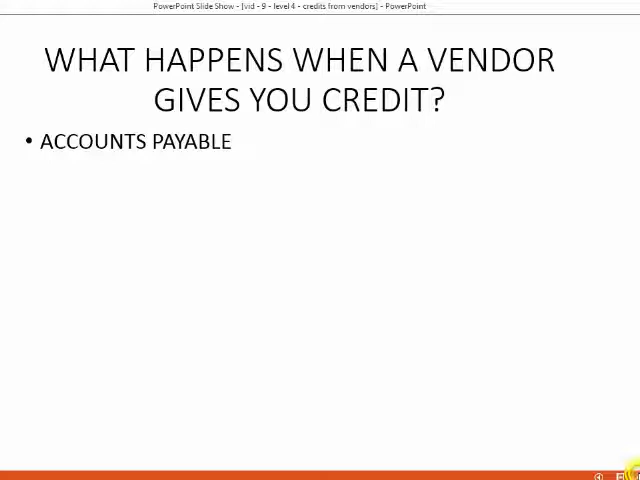 PowerPoint Slide Show - [vid - 9 - level 4 - credits from vendors] - PowerPoint
WHAT HAPPENS WHEN A VENDOR
GIVES YOU CREDIT?
• ACCOUNTS PAYABLE